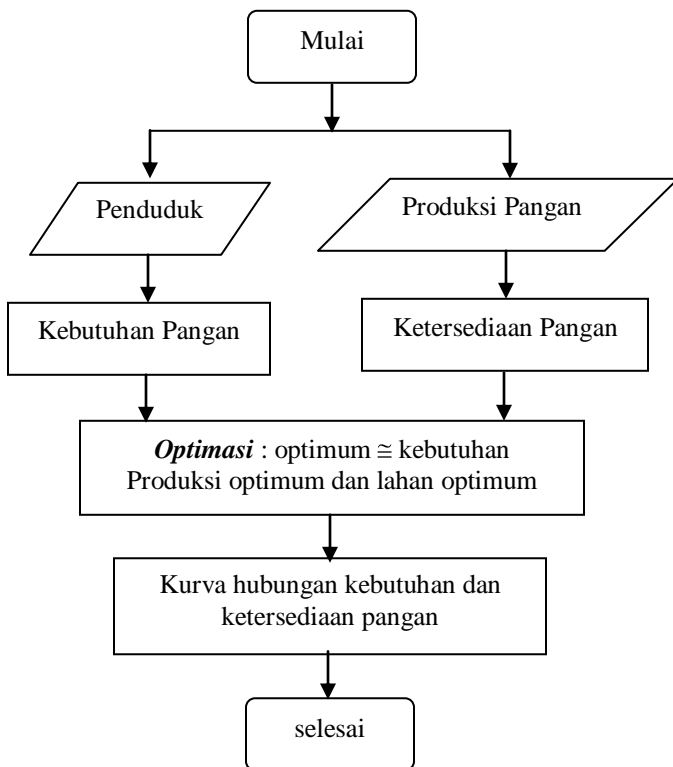 Mulai
Penduduk
Produksi Pangan
Kebutuhan Pangan
Ketersediaan Pangan
Optimasi : optimum ≅ kebutuhan
Produksi optimum dan lahan optimum
Kurva hubungan kebutuhan dan
ketersediaan pangan
selesai